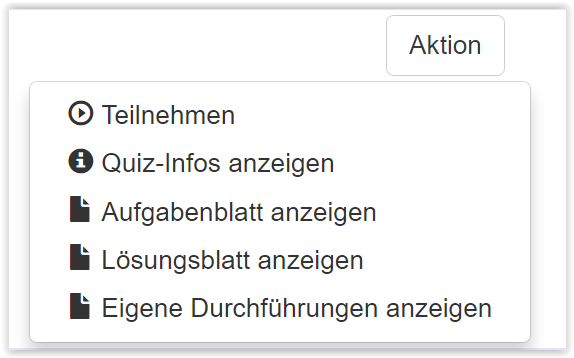 Aktion
Teilnehmen
Quiz-Infos anzeigen
Aufgabenblatt anzeigen
Lösungsblatt anzeigen
Eigene Durchführungen anzeigen